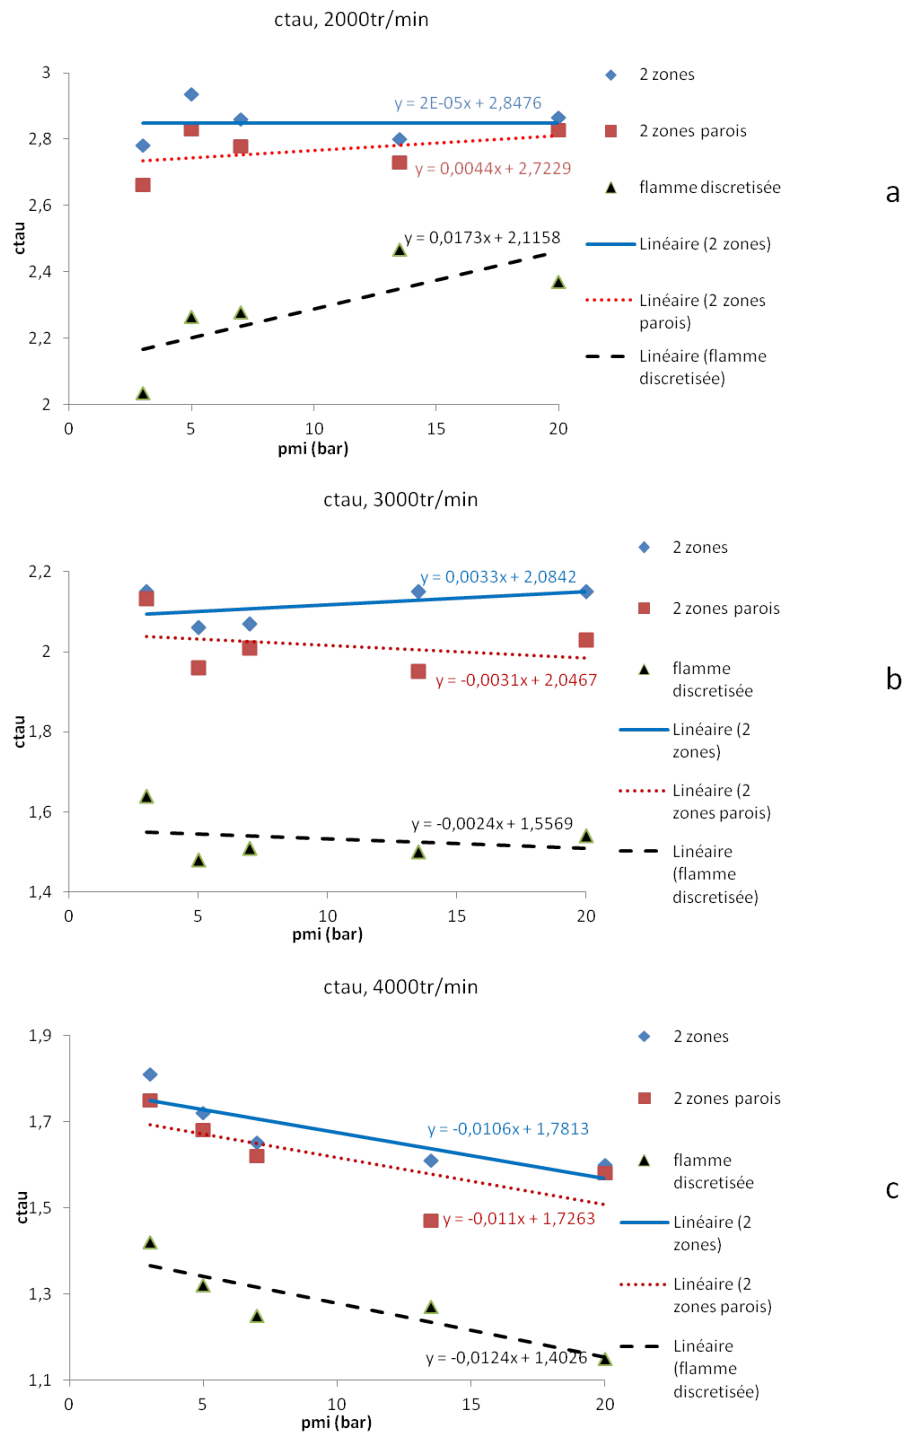 ctau, 2000tr/min
3
2,8
2,6
2,4
2,2
2
ctau
0
5
10
15
20
pmi (bar)
y = 2E-05x + 2,8476
y = 0,0044x + 2,7229
y = 0,0173x + 2,1158
2 zones
2 zones parois
flamme discretisée
Linéaire (2 zones)
Linéaire (2 zones
parois)
Linéaire (flamme
discretisée)
a
ctau, 3000tr/min
2,2
2
1,8
1,6
1,4
ctau
0
5
10
15
20
pmi (bar)
y = 0,0033x + 2,0842
y = -0,0031x + 2,0467
y = -0,0024x + 1,5569
2 zones
2 zones parois
flamme
discretisée
Linéaire (2
zones)
Linéaire (2
zones parois)
Linéaire
(flamme
discretisée)
b
ctau, 4000tr/min
1,9
1,7
1,5
1,3
1,1
ctau
0
5
10
15
20
pmi (bar)
y = -0,0106x + 1,7813
y = -0,011x + 1,7263
y = -0,0124x + 1,4026
2 zones
2 zones parois
flamme
discretisée
Linéaire (2
zones)
Linéaire (2
zones parois)
Linéaire
(flamme
discretisée)
c